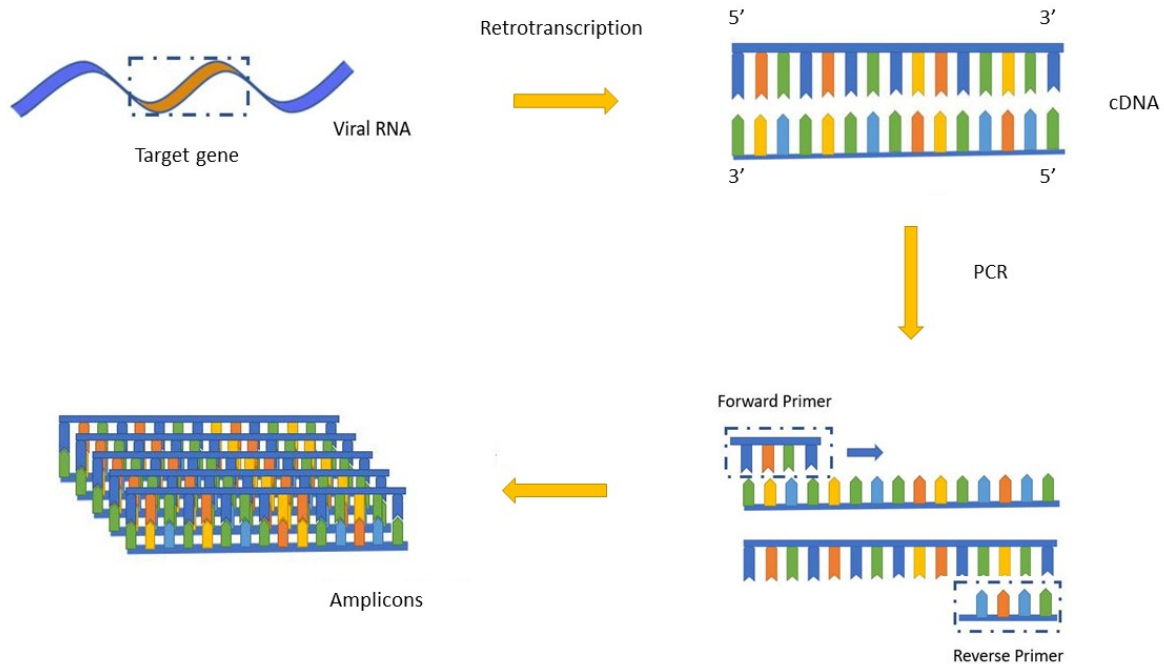 Viral RNA
Target gene
Retrotranscription
5’ 3’
cDNA
3’ 5’
PCR
Forward Primer
Reverse Primer
Amplicons